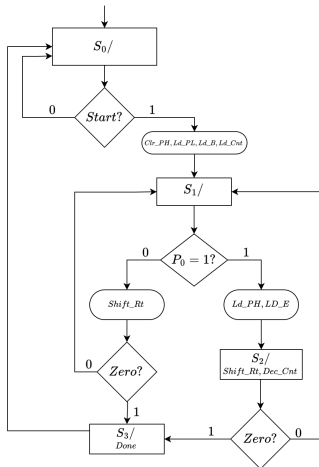 S₀/
Start?
0
1
Clr_PH, Ld_PL, Ld_B, Ld_Cnt
S₁/
0
P₀ = 1?
1
Shift_Rt
Ld_PH, LD_E
S₂/
Shift_Rt, Dec_Cnt
0
Zero?
1
S₃/
Done
1
Zero?
0